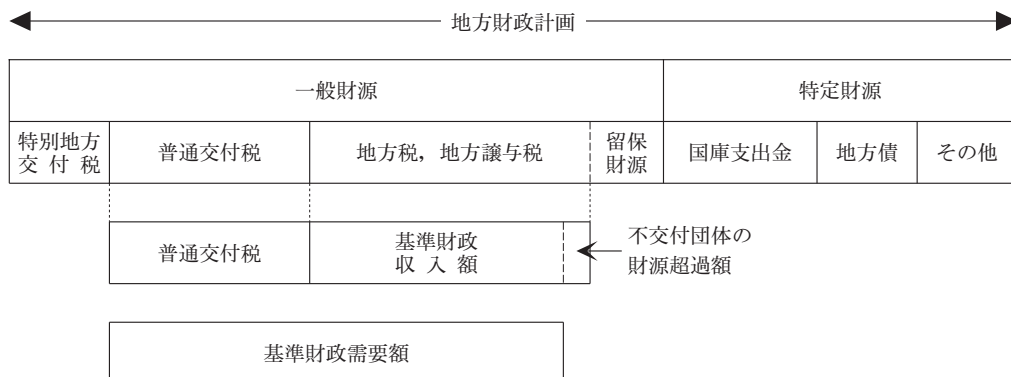 地方財政計画
一般財源
特定財源
特別地方
交付税
普通交付税
地方税，地方譲与税
留保
財源
国庫支出金
地方債
その他
普通交付税
基準財政
収入額
不交付団体の
財源超過額
基準財政需要額